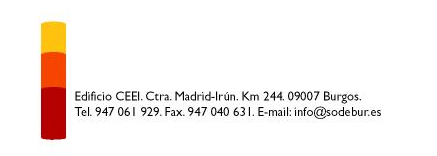 Edificio CEEI. Ctra. Madrid-Irún. Km 244. 09007 Burgos.
Tel. 947 061 929. Fax. 947 040 631. E-mail: info@sodebur.es